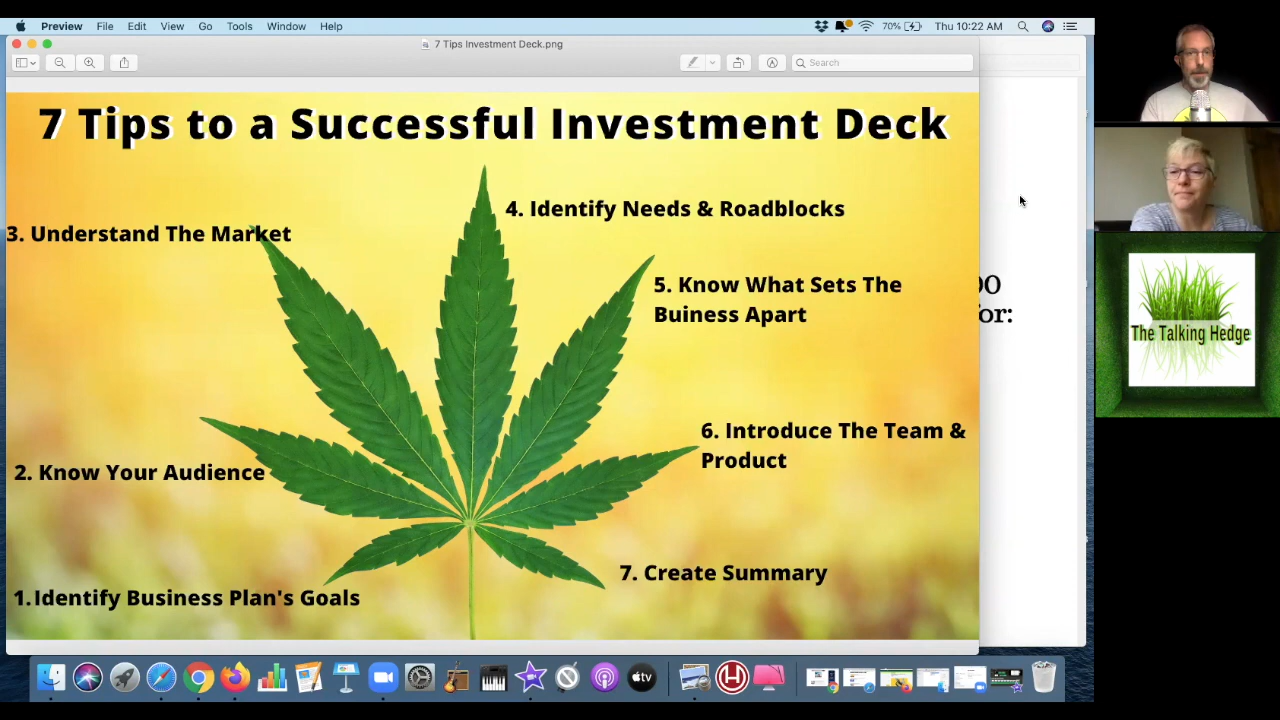 Preview File Edit View Go Tools Window Help
70% Thu 10:22 AM
7 Tips Investment Deck.png
Search
7 Tips to a Successful Investment Deck
4. Identify Needs & Roadblocks
3. Understand The Market
5. Know What Sets The
Buiness Apart
for:
The Talking Hedge
6. Introduce The Team &
Product
2. Know Your Audience
7. Create Summary
1. Identify Business Plan's Goals
tv